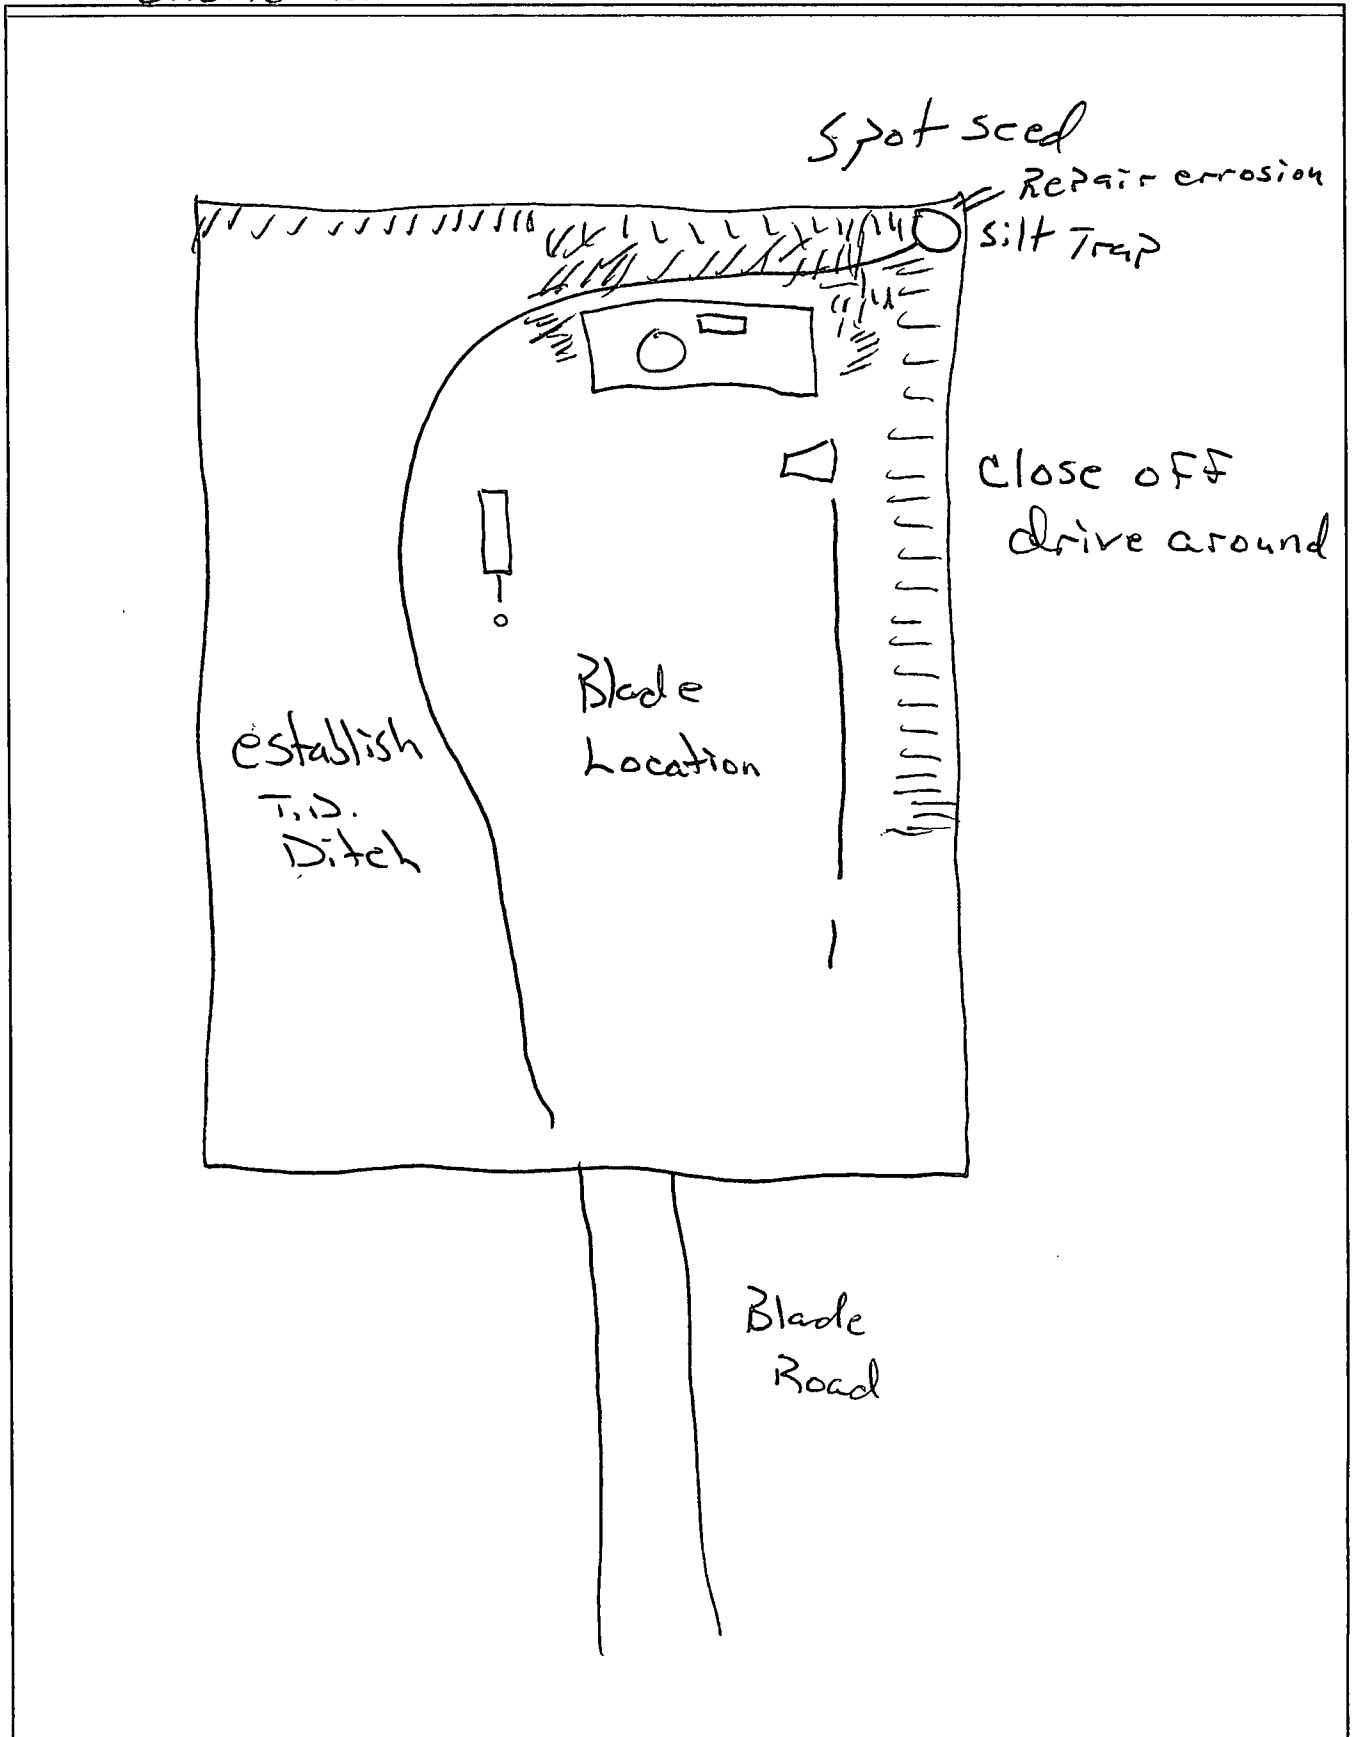 Spot seed
Repair errosion
silt Trap
close off
drive around
Blade
Location
establish
T.D.
Ditch
Blade
Road